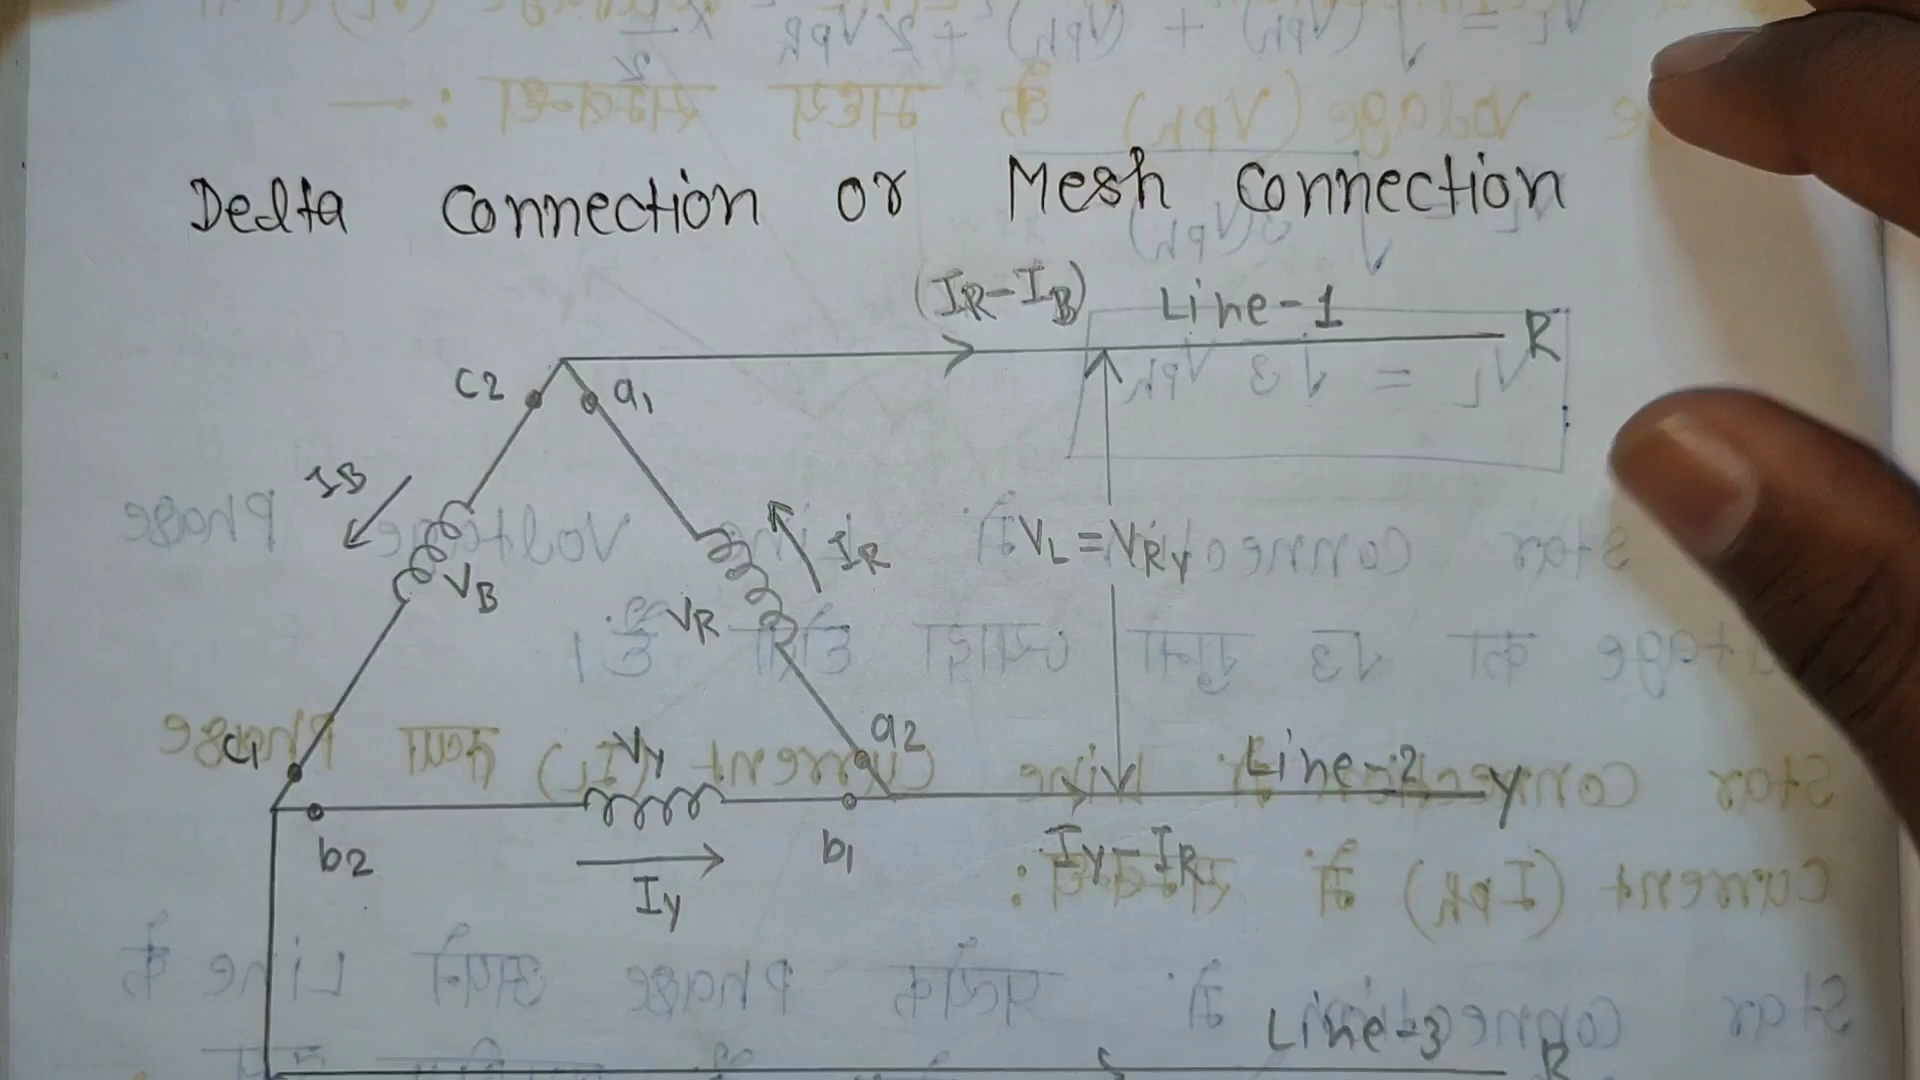 Delta Connection or Mesh Connection
(IR-IB) Line-1 R
C2 a1
IB
IR VL = VRY
VB
VR
a2
C1 VY Line-2 Y
b2 b1 IY-IR
IY
Line-3